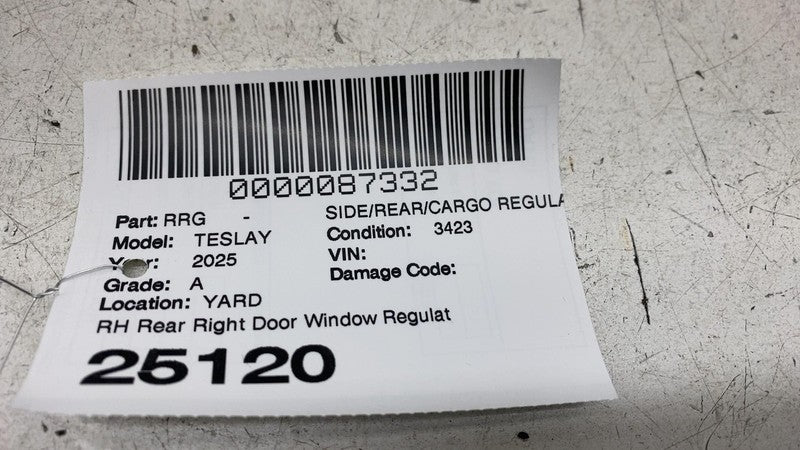 0000087332
Part: RRG - SIDE/REAR/CARGO REGULA
Model: TESLAY Condition: 3423
Year: 2025 VIN:
Grade: A Damage Code:
Location: YARD
RH Rear Right Door Window Regulat
25120